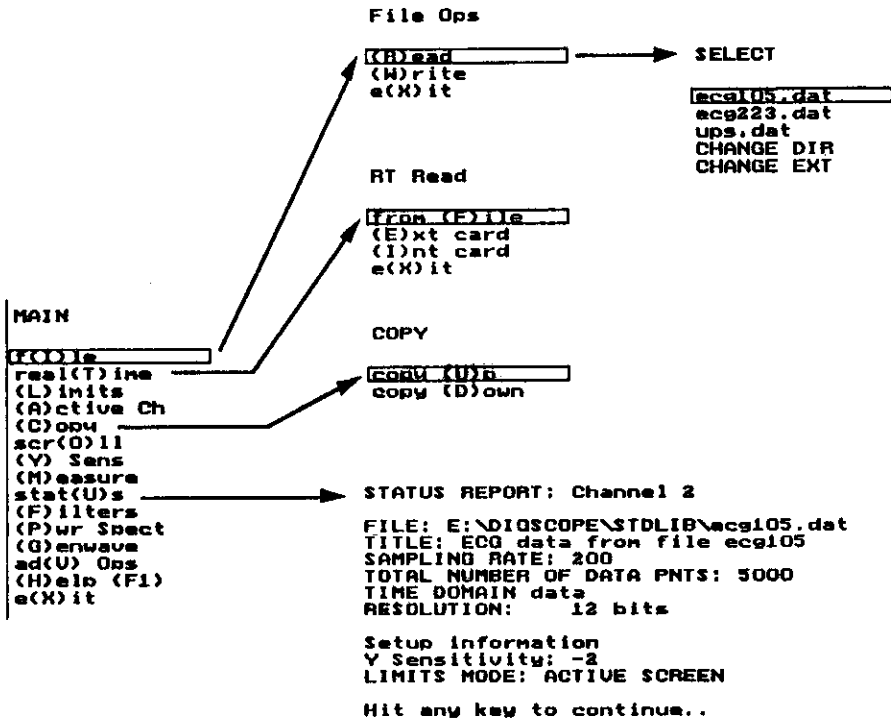 File Ops
(R)ead
(W)rite
e(X)it
SELECT
ecg105.dat
ecg223.dat
ups.dat
CHANGE DIR
CHANGE EXT
RT Read
from (F)ile
(E)xt card
(I)nt card
e(X)it
MAIN
f(I)le
real(T)ime
(L)imits
(A)ctive Ch
(C)opy
scr(O)ll
(Y) Sens
(M)easure
stat(U)s
(F)ilters
(P)wr Spect
(G)enwave
ad(V) Ops
(H)elp (F1)
e(X)it
COPY
copy (U)p
copy (D)own
STATUS REPORT: Channel 2
FILE: E:\DIGSCOPE\STDLIB\ecg105.dat
TITLE: ECG data from file ecg105
SAMPLING RATE: 200
TOTAL NUMBER OF DATA PNTS: 5000
TIME DOMAIN data
RESOLUTION: 12 bits
Setup information
Y Sensitivity: -2
LIMITS MODE: ACTIVE SCREEN
Hit any key to continue..